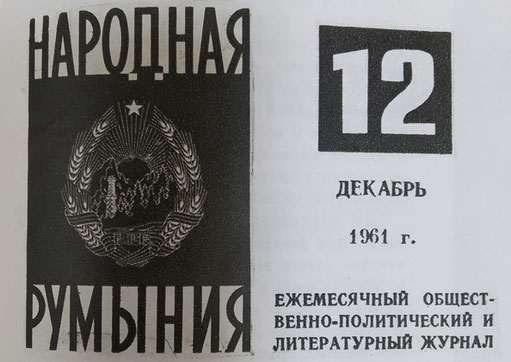 НАРОДНАЯ
РУМЫНИЯ
12
ДЕКАБРЬ
1961 г.
ЕЖЕМЕСЯЧНЫЙ ОБЩЕСТ-
ВЕННО-ПОЛИТИЧЕСКИЙ И
ЛИТЕРАТУРНЫЙ ЖУРНАЛ